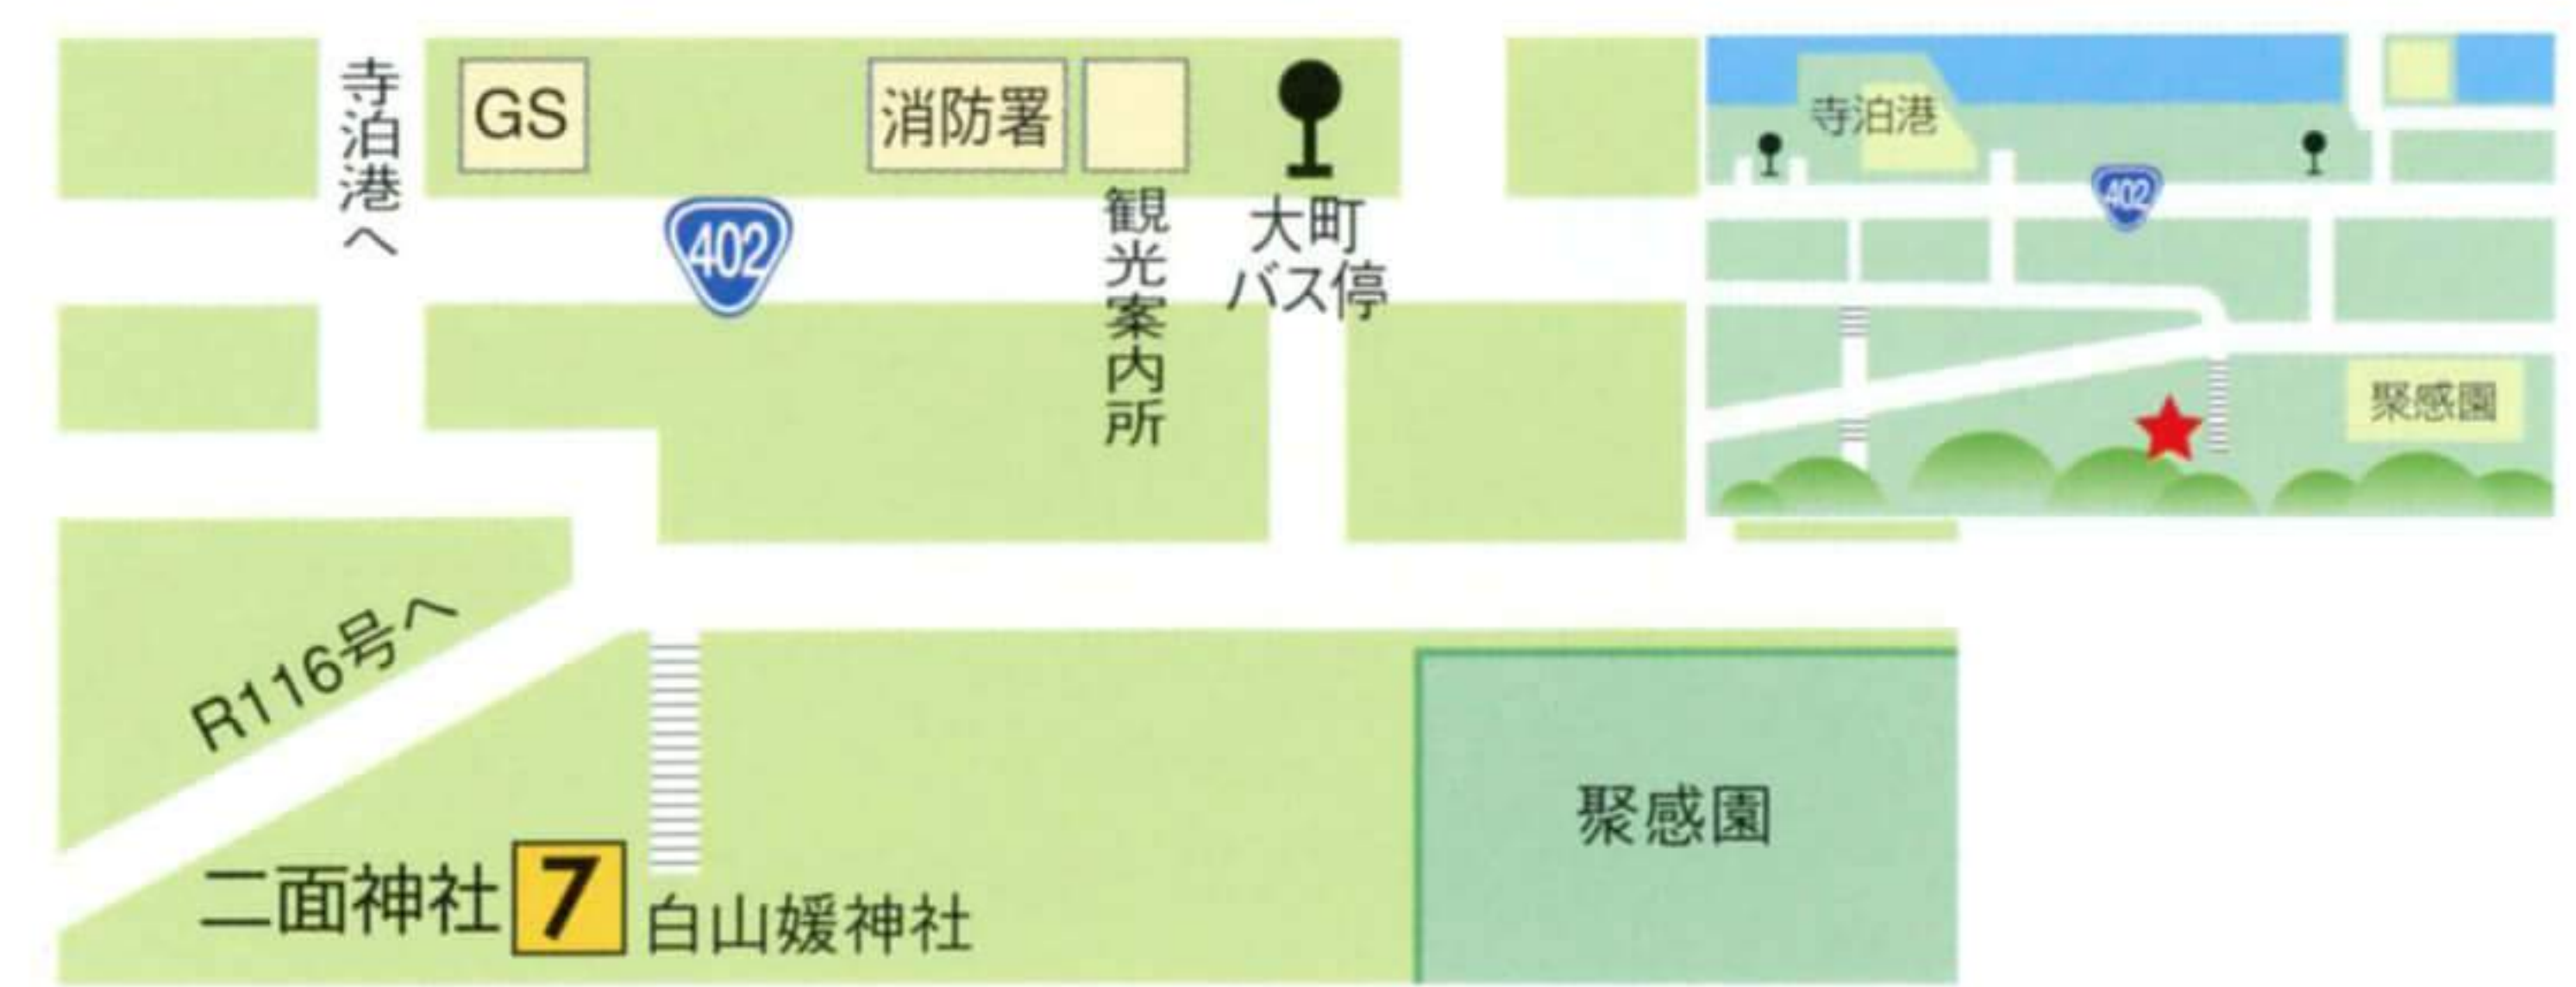 寺泊港へ
GS
消防署
観光案内所
大町
バス停
402
寺泊港
402
聚感園
R116号へ
二面神社
7
白山媛神社
聚感園